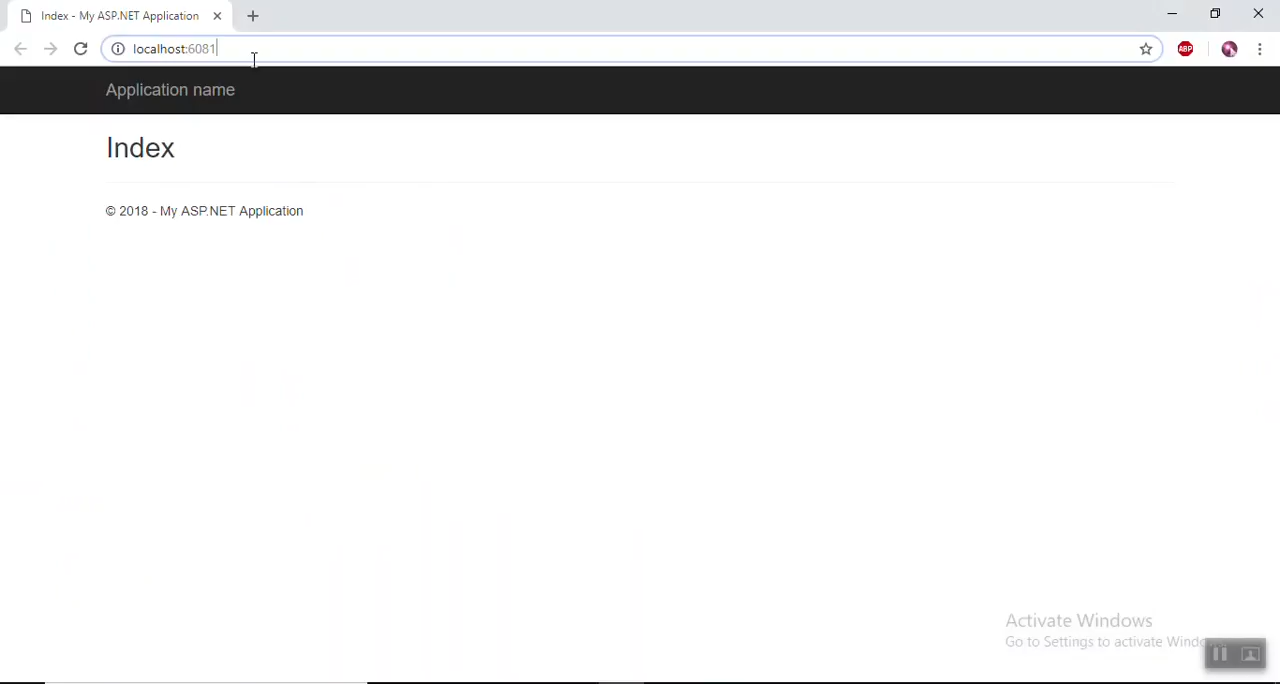 Index - My ASP.NET Application
localhost:6081
ABP
Application name
Index
© 2018 - My ASP.NET Application
Activate Windows
Go to Settings to activate